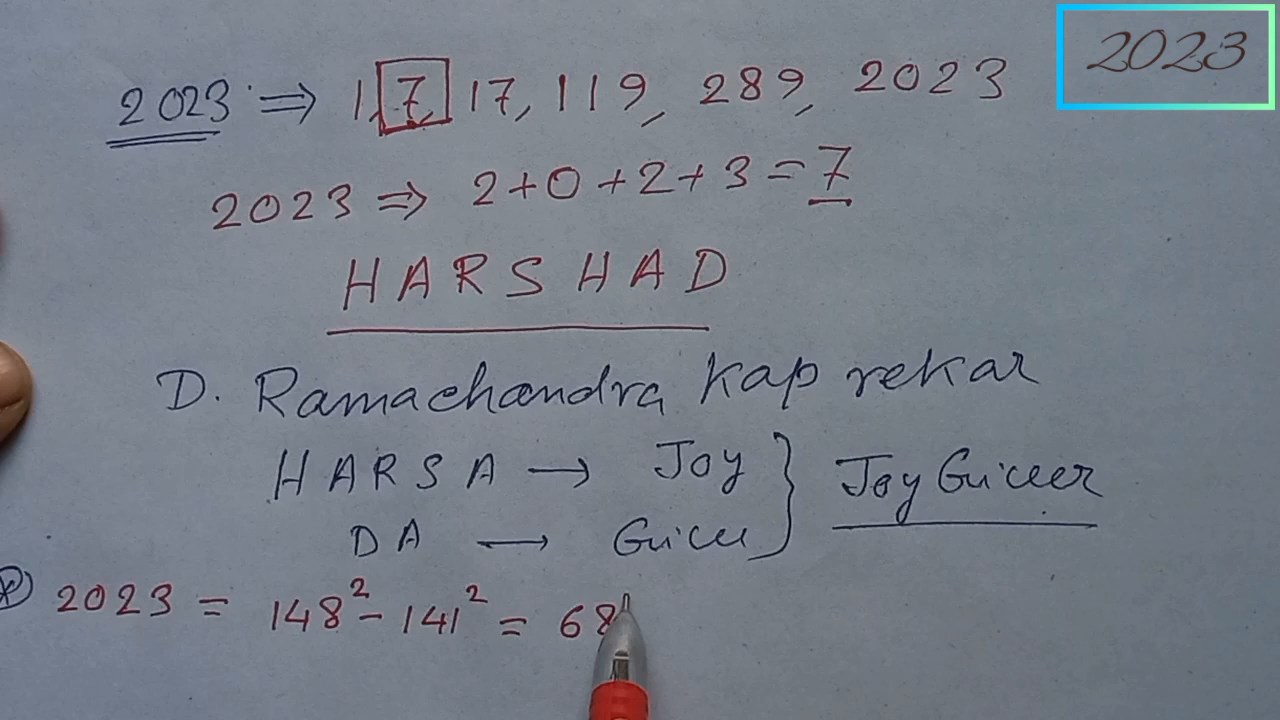 2023
2023 ⇒ 1, 7, 17, 119, 289, 2023
2023 ⇒ 2+0+2+3=7
HARSHAD
D. Ramachandra Kaprekar
HARSA → Joy } Joy Giver
DA → Giver
2023 = 148² - 141² = 68